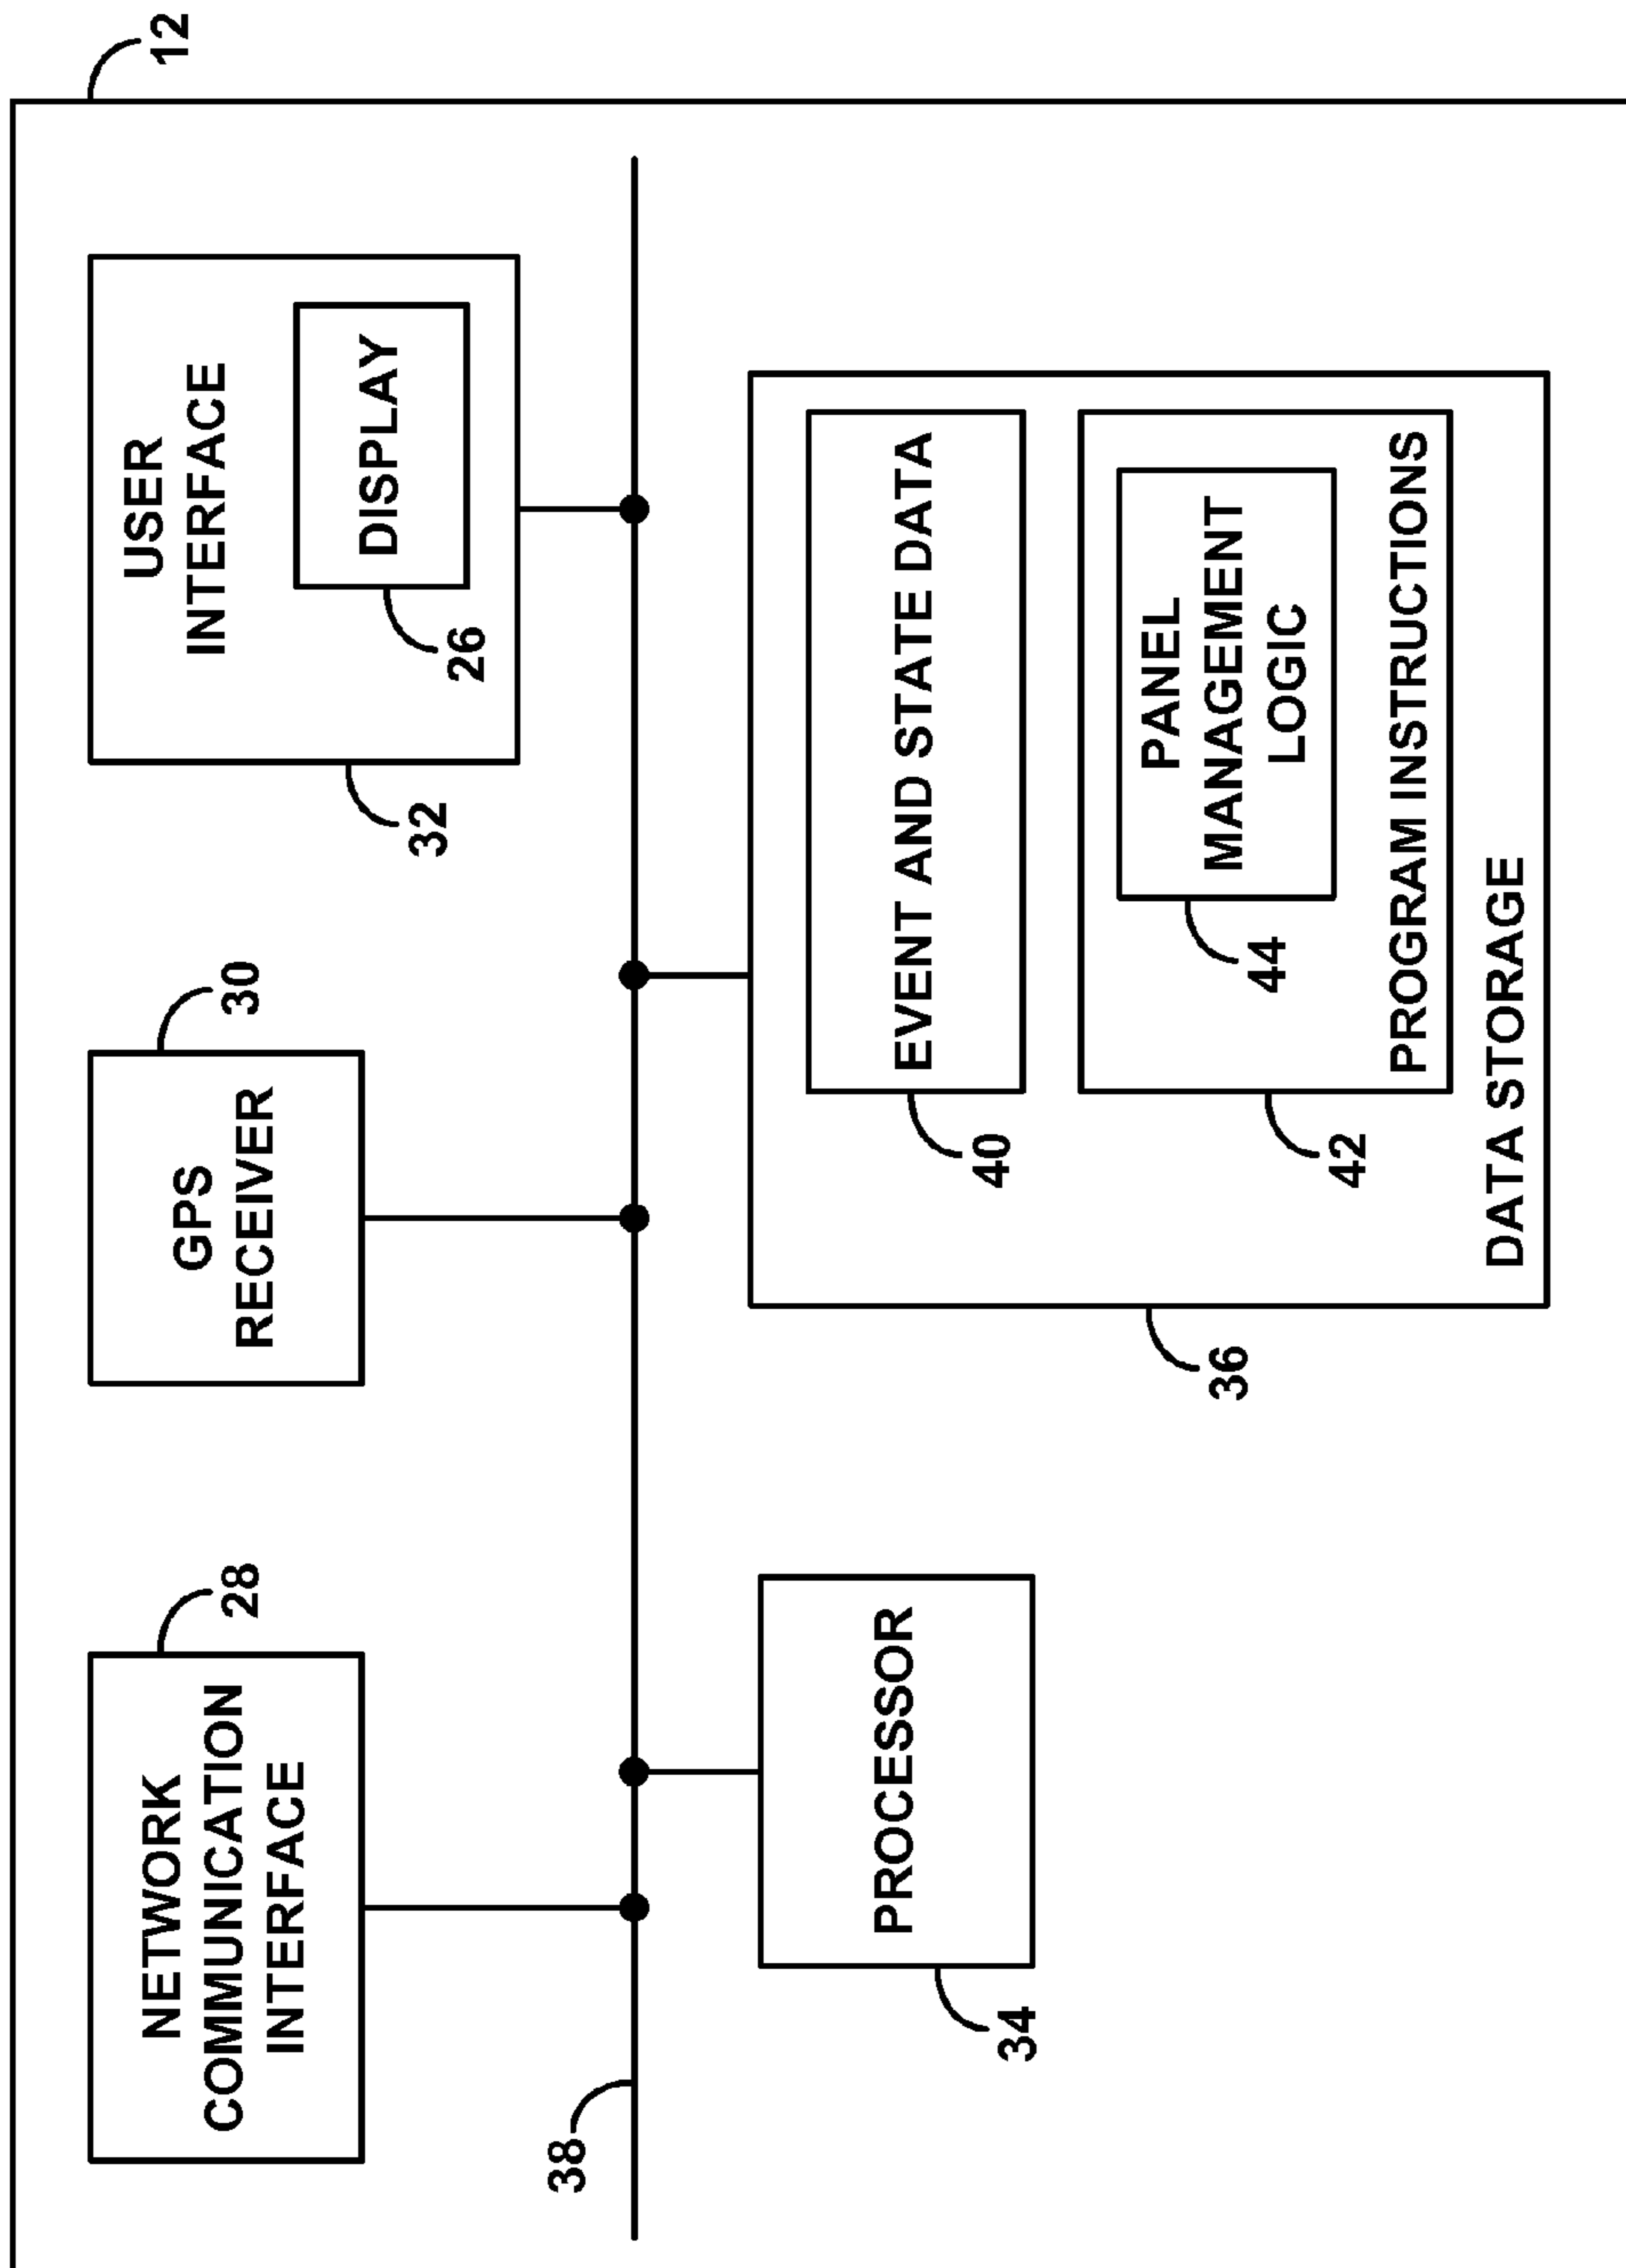 12
NETWORK
COMMUNICATION
INTERFACE
28
GPS
RECEIVER
30
USER
INTERFACE
DISPLAY
26
32
38
PROCESSOR
34
EVENT AND STATE DATA
40
PANEL
MANAGEMENT
LOGIC
44
PROGRAM INSTRUCTIONS
42
DATA STORAGE
36